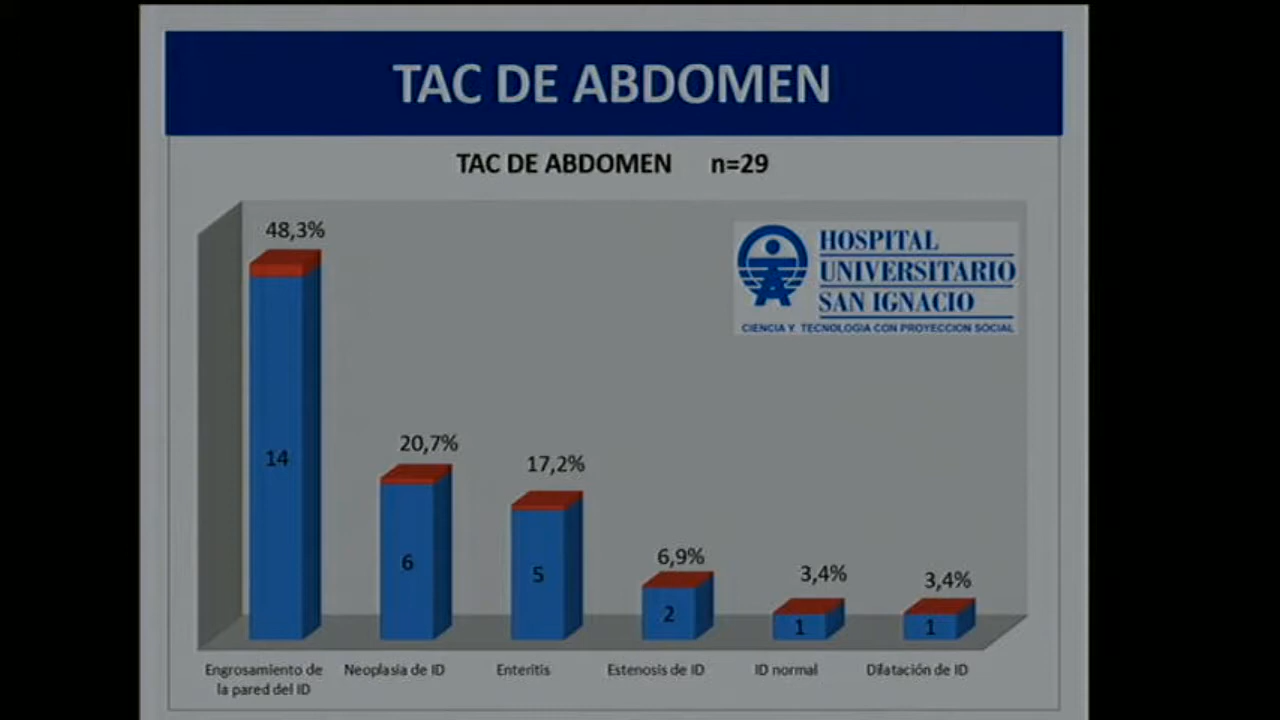 TAC DE ABDOMEN
TAC DE ABDOMEN n=29
48,3%
HOSPITAL
UNIVERSITARIO
SAN IGNACIO
CIENCIA Y TECNOLOGIA CON PROYECCION SOCIAL
20,7%
17,2%
14
6,9%
6
5
3,4%
3,4%
2
1
1
Engrosamiento de
la pared del ID
Neoplasia de ID
Enteritis
Estenosis de ID
ID normal
Dilatación de ID